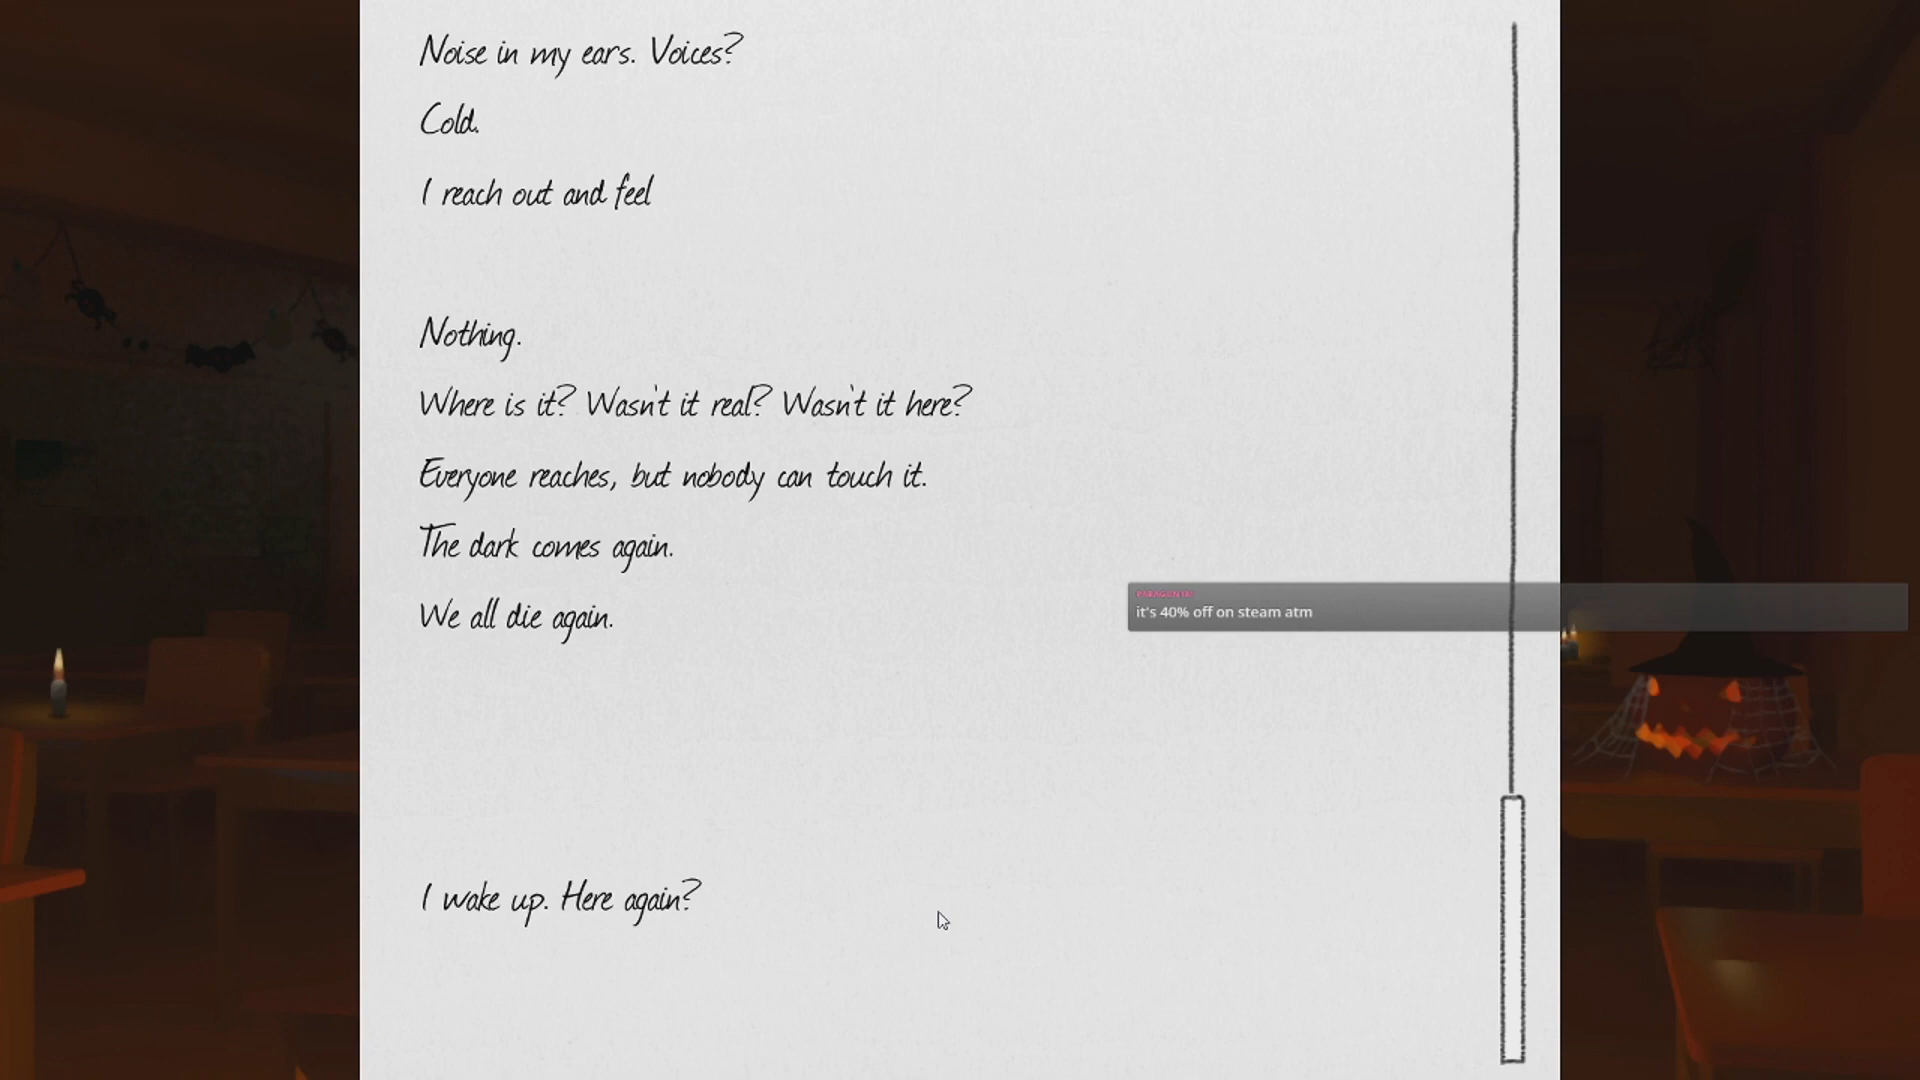 Noise in my ears. Voices?
Cold.
I reach out and feel
Nothing.
Where is it? Wasn't it real? Wasn't it here?
Everyone reaches, but nobody can touch it.
The dark comes again.
We all die again.
it's 40% off on steam atm
I wake up. Here again?